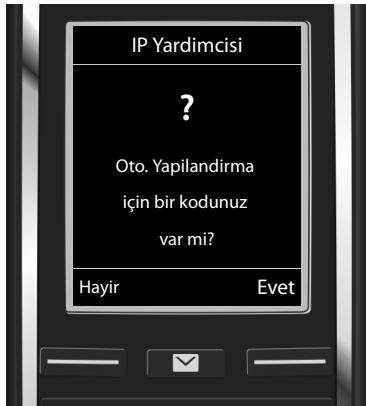 IP Yardimcisi
?
Oto. Yapilandirma
için bir kodunuz
var mi?
Hayir Evet